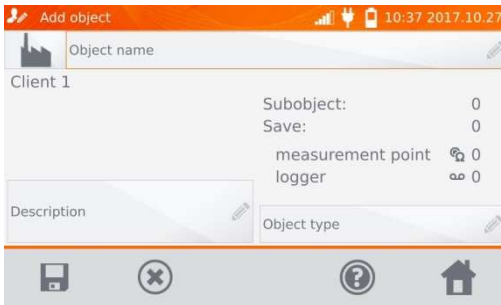 Add object
10:37 2017.10.27
Object name
Client 1
Subobject: 0
Save: 0
measurement point 0
logger 0
Description
Object type